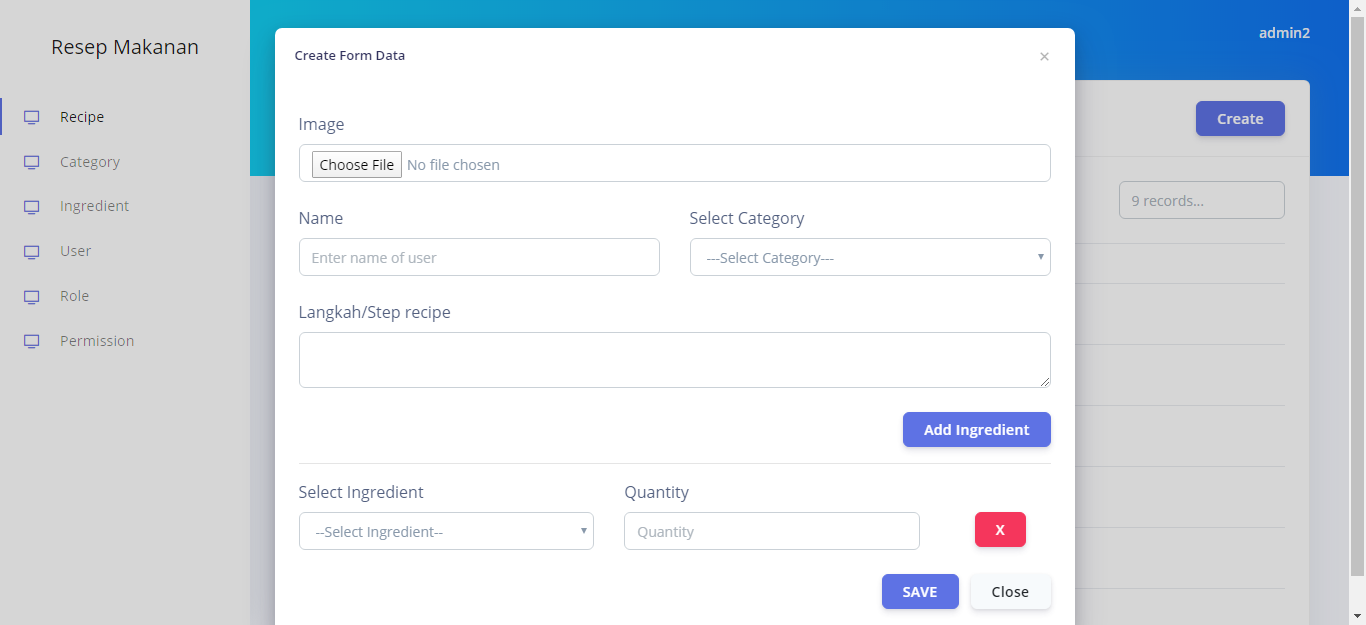 Resep Makanan
Recipe
Category
Ingredient
User
Role
Permission
admin2
Create
9 records...
Create Form Data
×
Image
Choose File No file chosen
Name Select Category
Enter name of user ---Select Category---
Langkah/Step recipe
Add Ingredient
Select Ingredient Quantity
--Select Ingredient-- Quantity X
SAVE Close